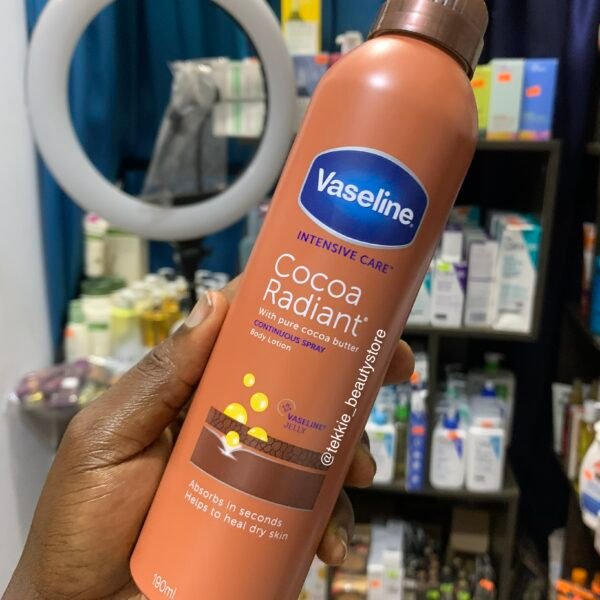 Vaseline
INTENSIVE CARE™
Cocoa
Radiant®
With pure cocoa butter
CONTINUOUS SPRAY
Body Lotion
VASELINE®
JELLY
@tekkie_beautystore
Absorbs in seconds
Helps to heal dry skin
190ml